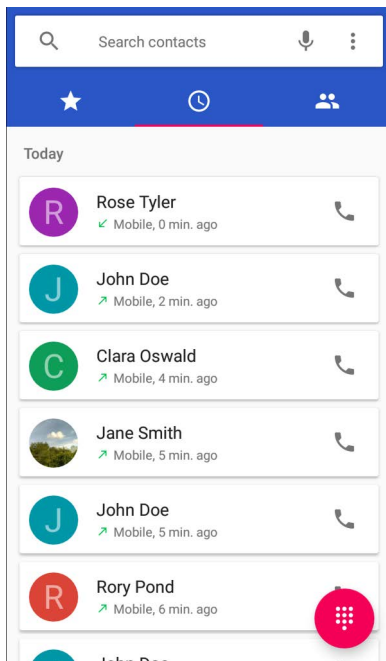 Search contacts
Today
R
Rose Tyler
Mobile, 0 min. ago
J
John Doe
Mobile, 2 min. ago
C
Clara Oswald
Mobile, 4 min. ago
Jane Smith
Mobile, 5 min. ago
J
John Doe
Mobile, 5 min. ago
R
Rory Pond
Mobile, 6 min. ago
John Doe